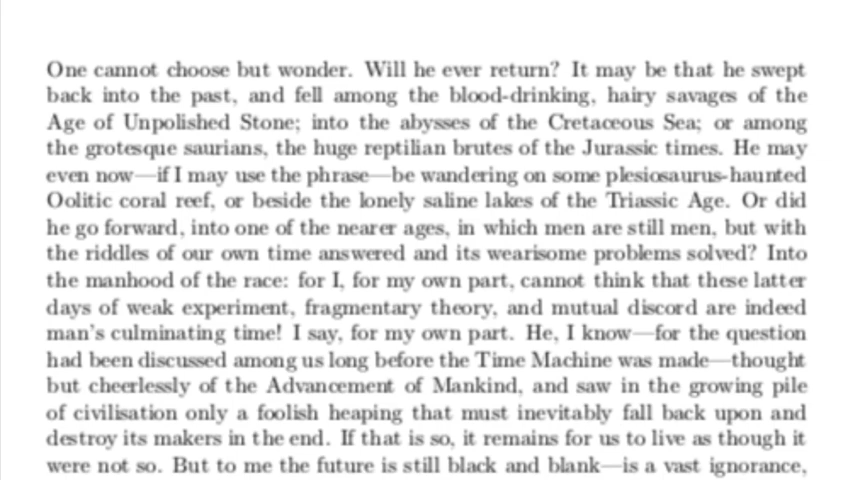 One cannot choose but wonder. Will he ever return? It may be that he swept
back into the past, and fell among the blood-drinking, hairy savages of the
Age of Unpolished Stone; into the abysses of the Cretaceous Sea; or among
the grotesque saurians, the huge reptilian brutes of the Jurassic times. He may
even now—if I may use the phrase—be wandering on some plesiosaurus-haunted
Oolitic coral reef, or beside the lonely saline lakes of the Triassic Age. Or did
he go forward, into one of the nearer ages, in which men are still men, but with
the riddles of our own time answered and its wearisome problems solved? Into
the manhood of the race: for I, for my own part, cannot think that these latter
days of weak experiment, fragmentary theory, and mutual discord are indeed
man's culminating time! I say, for my own part. He, I know—for the question
had been discussed among us long before the Time Machine was made—thought
but cheerlessly of the Advancement of Mankind, and saw in the growing pile
of civilisation only a foolish heaping that must inevitably fall back upon and
destroy its makers in the end. If that is so, it remains for us to live as though it
were not so. But to me the future is still black and blank—is a vast ignorance,